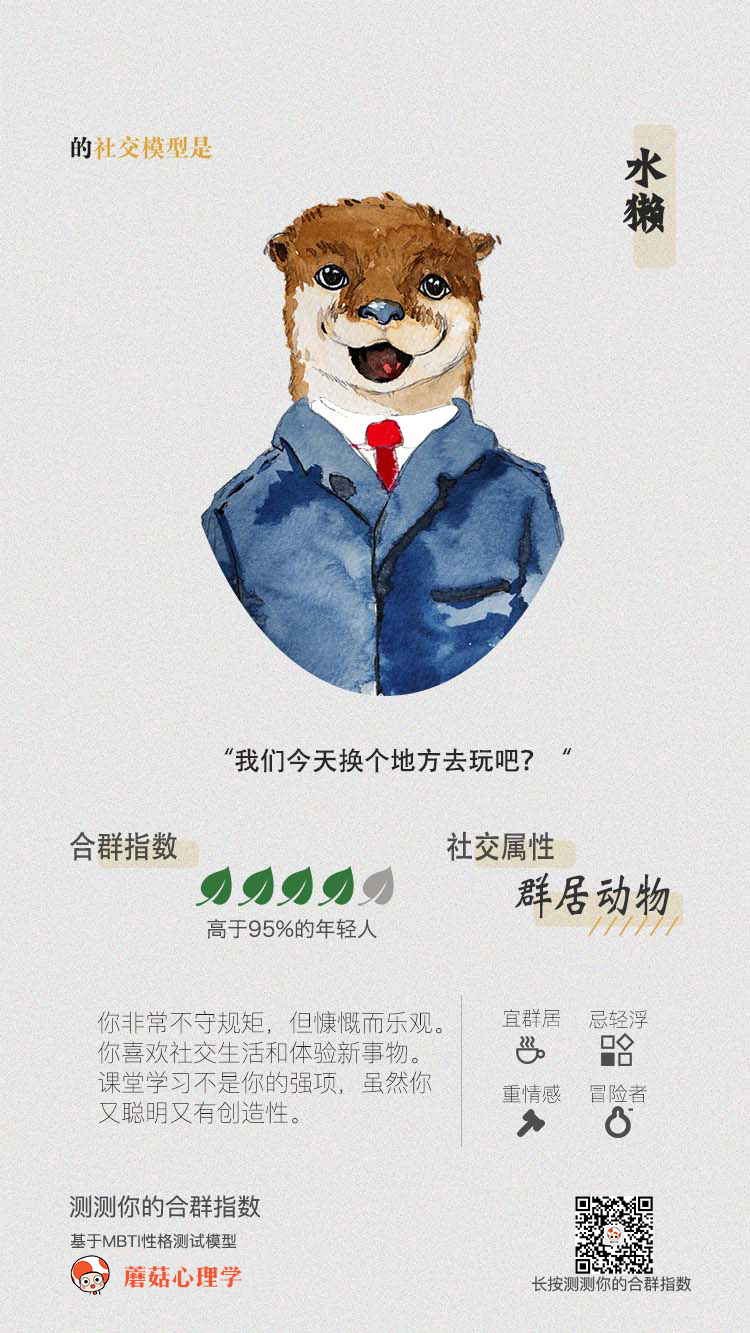 的社交模型是
水獭
“我们今天换个地方去玩吧？“
合群指数
高于95%的年轻人
社交属性
群居动物
你非常不守规矩，但慷慨而乐观。
你喜欢社交生活和体验新事物。
课堂学习不是你的强项，虽然你
又聪明又有创造性。
宜群居 忌轻浮
重情感 冒险者
测测你的合群指数
基于MBTI性格测试模型
蘑菇心理学
长按测测你的合群指数